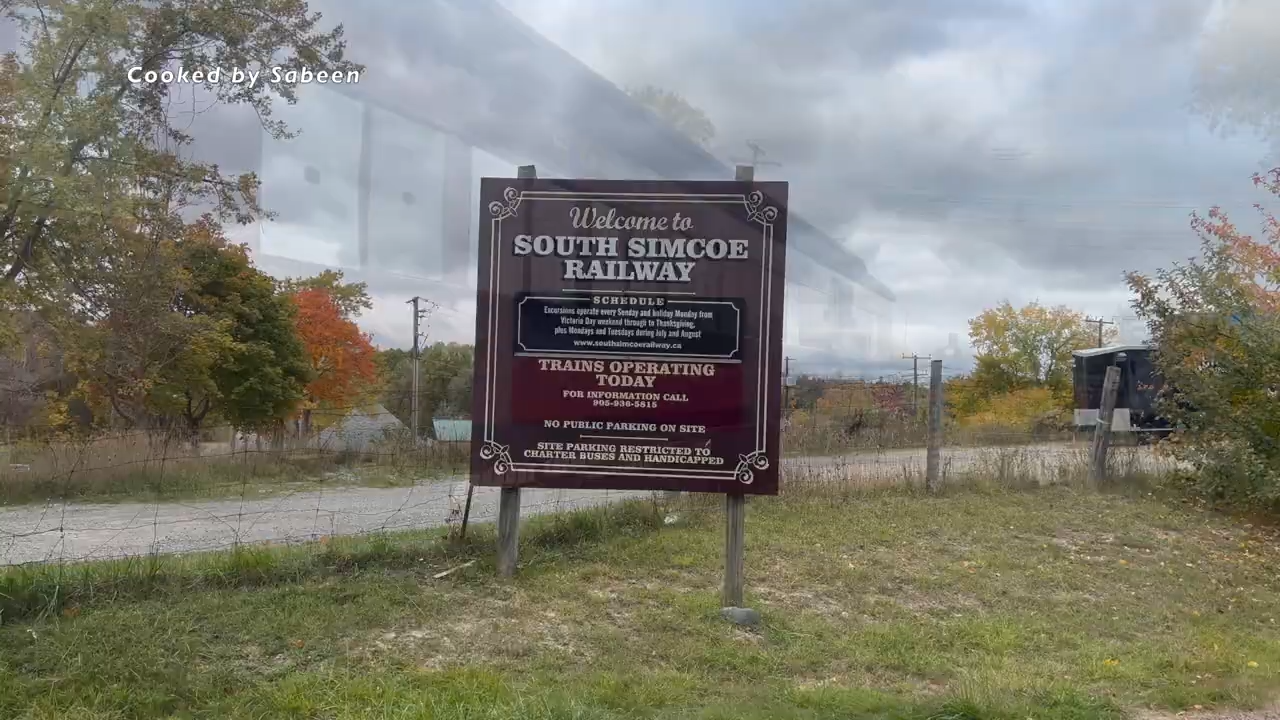 Cooked by Sabeen
Welcome to
SOUTH SIMCOE
RAILWAY
SCHEDULE
Excursions operate every Sunday and holiday Monday from
Victoria Day weekend through to Thanksgiving,
plus Mondays and Tuesdays during July and August
www.southsimcoerailway.ca
TRAINS OPERATING
TODAY
FOR INFORMATION CALL
905-936-5815
NO PUBLIC PARKING ON SITE
SITE PARKING RESTRICTED TO
CHARTER BUSES AND HANDICAPPED